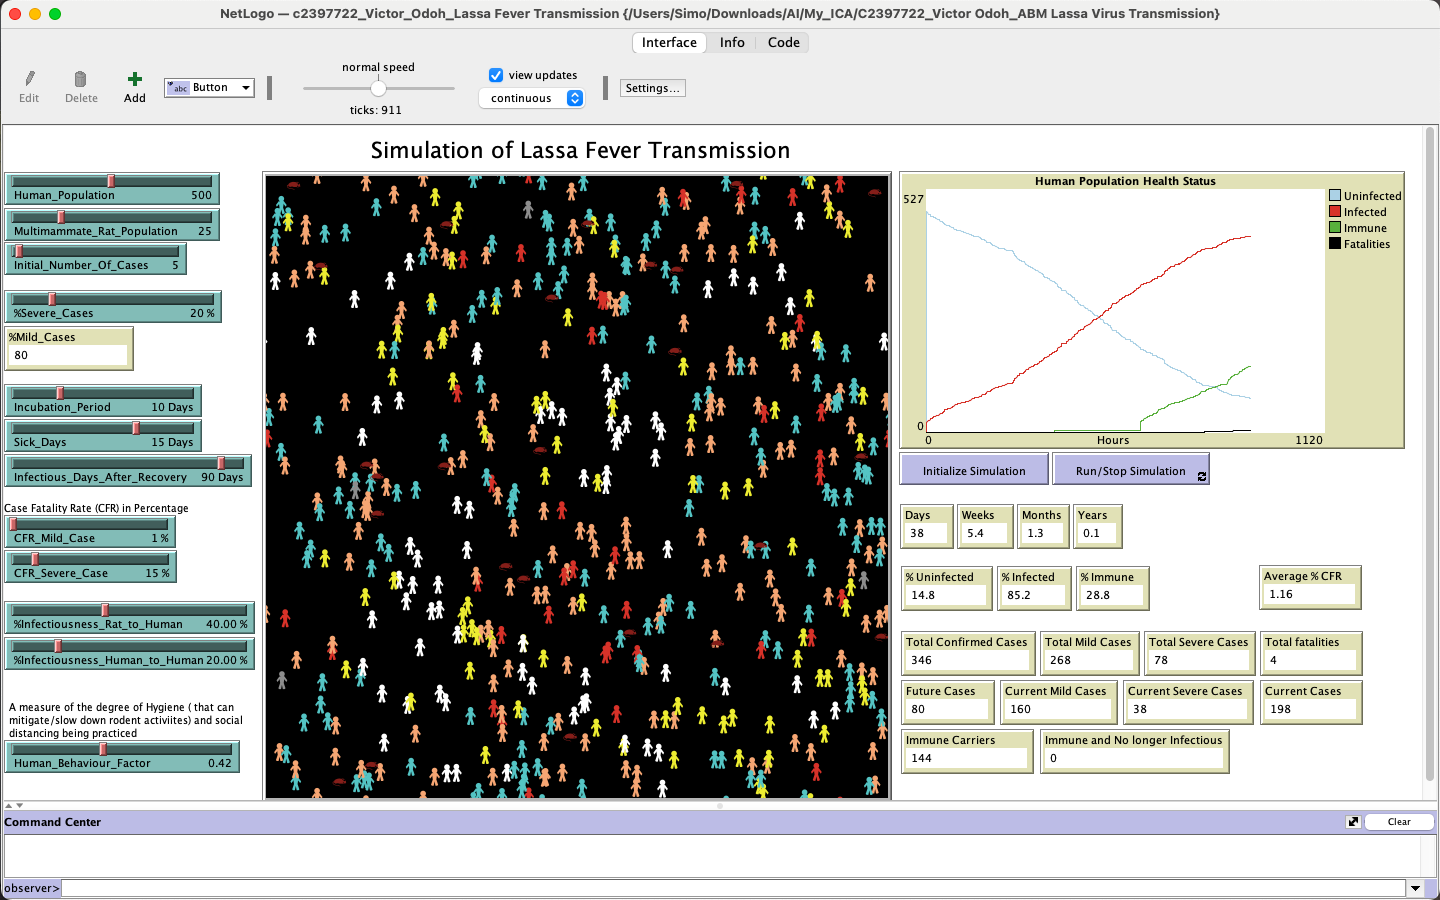 NetLogo — c2397722_Victor_Odoh_Lassa Fever Transmission {/Users/Simo/Downloads/AI/My_ICA/C2397722_Victor Odoh_ABM Lassa Virus Transmission}
Interface Info Code
Edit Delete Add abc Button
normal speed
ticks: 911
view updates
continuous
Settings...
Simulation of Lassa Fever Transmission
Human_Population 500
Multimammate_Rat_Population 25
Initial_Number_Of_Cases 5
%Severe_Cases 20 %
%Mild_Cases
80
Incubation_Period 10 Days
Sick_Days 15 Days
Infectious_Days_After_Recovery 90 Days
Case Fatality Rate (CFR) in Percentage
CFR_Mild_Case 1 %
CFR_Severe_Case 15 %
%Infectiousness_Rat_to_Human 40.00 %
%Infectiousness_Human_to_Human 20.00 %
A measure of the degree of Hygiene ( that can
mitigate/slow down rodent activiites) and social
distancing being practiced
Human_Behaviour_Factor 0.42
Human Population Health Status
527
0
0 Hours 1120
Uninfected
Infected
Immune
Fatalities
Initialize Simulation Run/Stop Simulation
Days Weeks Months Years
38 5.4 1.3 0.1
% Uninfected % Infected % Immune Average % CFR
14.8 85.2 28.8 1.16
Total Confirmed Cases Total Mild Cases Total Severe Cases Total fatalities
346 268 78 4
Future Cases Current Mild Cases Current Severe Cases Current Cases
80 160 38 198
Immune Carriers Immune and No longer Infectious
144 0
Command Center Clear
observer>